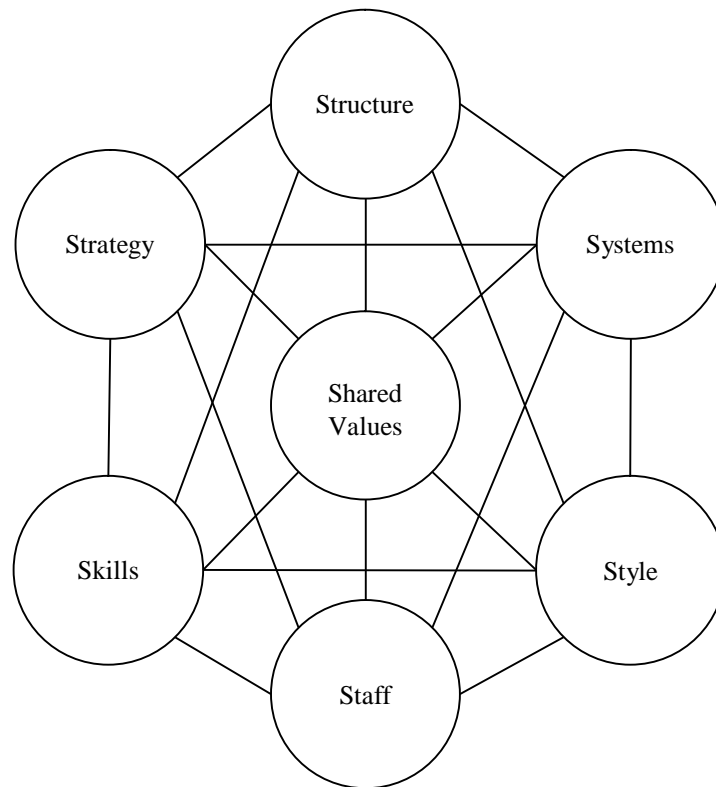 Structure
Strategy
Systems
Shared
Values
Skills
Style
Staff